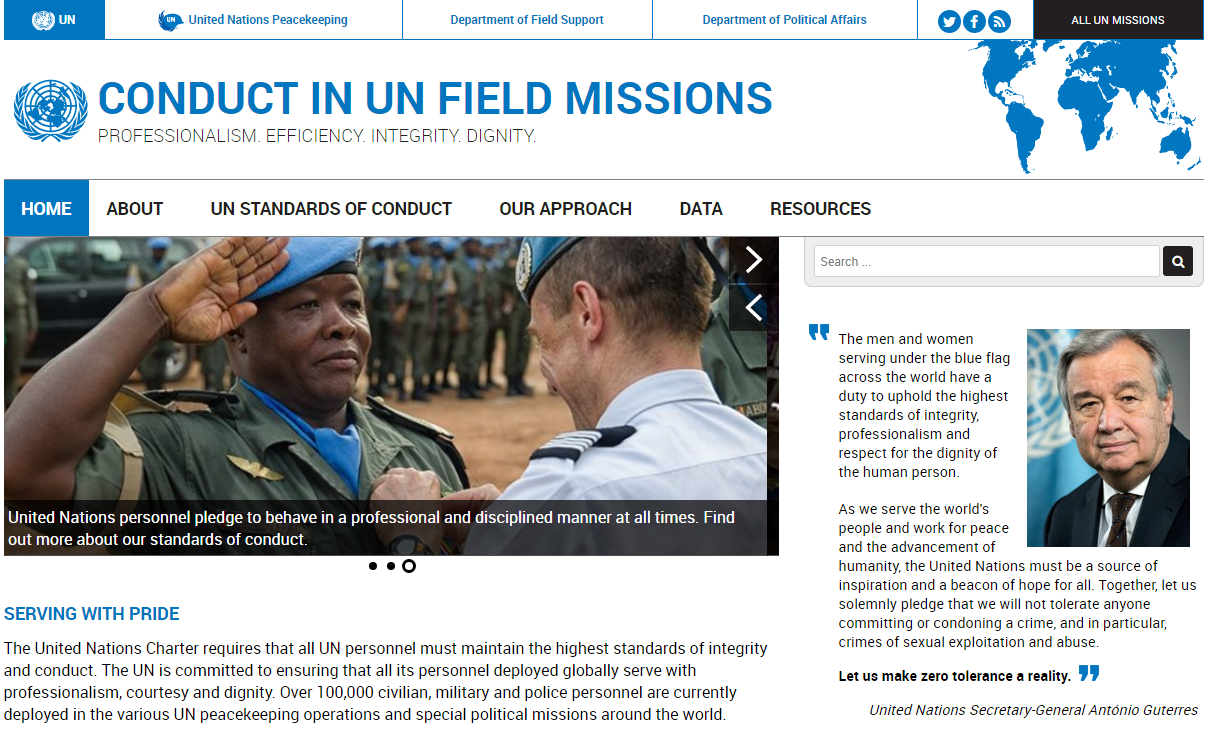 UN
United Nations Peacekeeping
Department of Field Support
Department of Political Affairs
ALL UN MISSIONS
CONDUCT IN UN FIELD MISSIONS
PROFESSIONALISM. EFFICIENCY. INTEGRITY. DIGNITY.
HOME
ABOUT
UN STANDARDS OF CONDUCT
OUR APPROACH
DATA
RESOURCES
United Nations personnel pledge to behave in a professional and disciplined manner at all times. Find
out more about our standards of conduct.
SERVING WITH PRIDE
The United Nations Charter requires that all UN personnel must maintain the highest standards of integrity
and conduct. The UN is committed to ensuring that all its personnel deployed globally serve with
professionalism, courtesy and dignity. Over 100,000 civilian, military and police personnel are currently
deployed in the various UN peacekeeping operations and special political missions around the world.
Search ...
The men and women
serving under the blue flag
across the world have a
duty to uphold the highest
standards of integrity,
professionalism and
respect for the dignity of
the human person.
As we serve the world's
people and work for peace
and the advancement of
humanity, the United Nations must be a source of
inspiration and a beacon of hope for all. Together, let us
solemnly pledge that we will not tolerate anyone
committing or condoning a crime, and in particular,
crimes of sexual exploitation and abuse.
Let us make zero tolerance a reality.
United Nations Secretary-General António Guterres